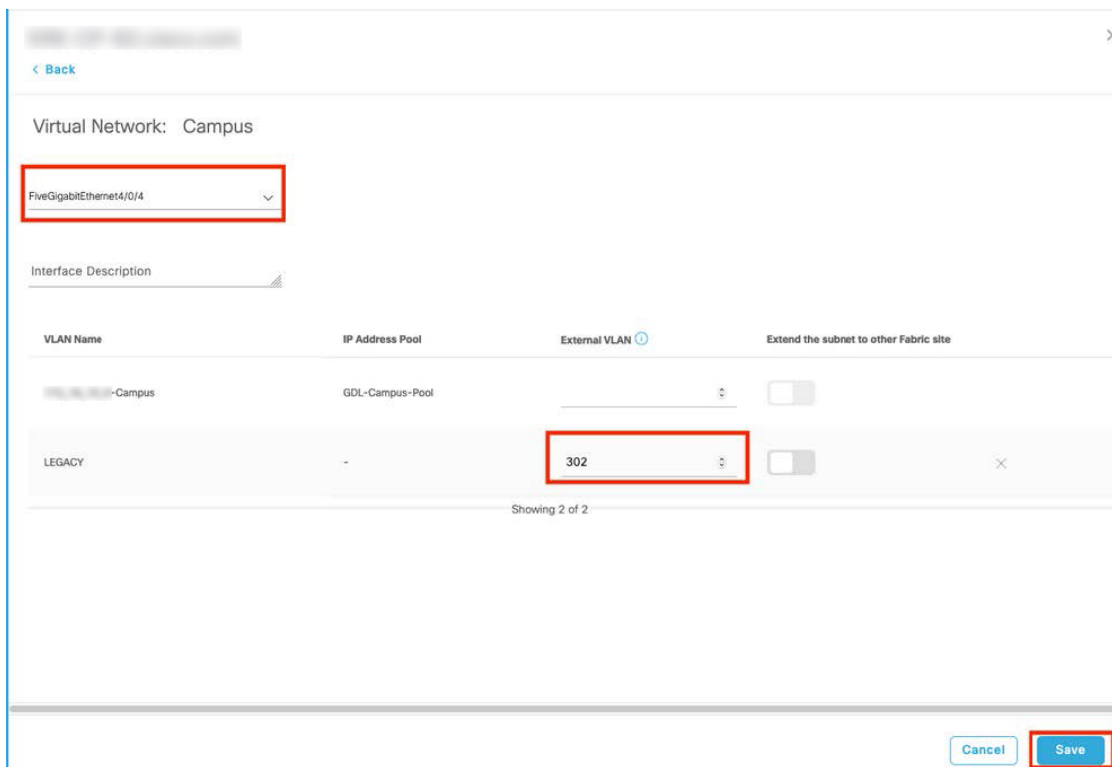 < Back
Virtual Network: Campus
FiveGigabitEthernet4/0/4
Interface Description
VLAN Name IP Address Pool External VLAN Extend the subnet to other Fabric site
-Campus GDL-Campus-Pool
LEGACY - 302
Showing 2 of 2
Cancel Save